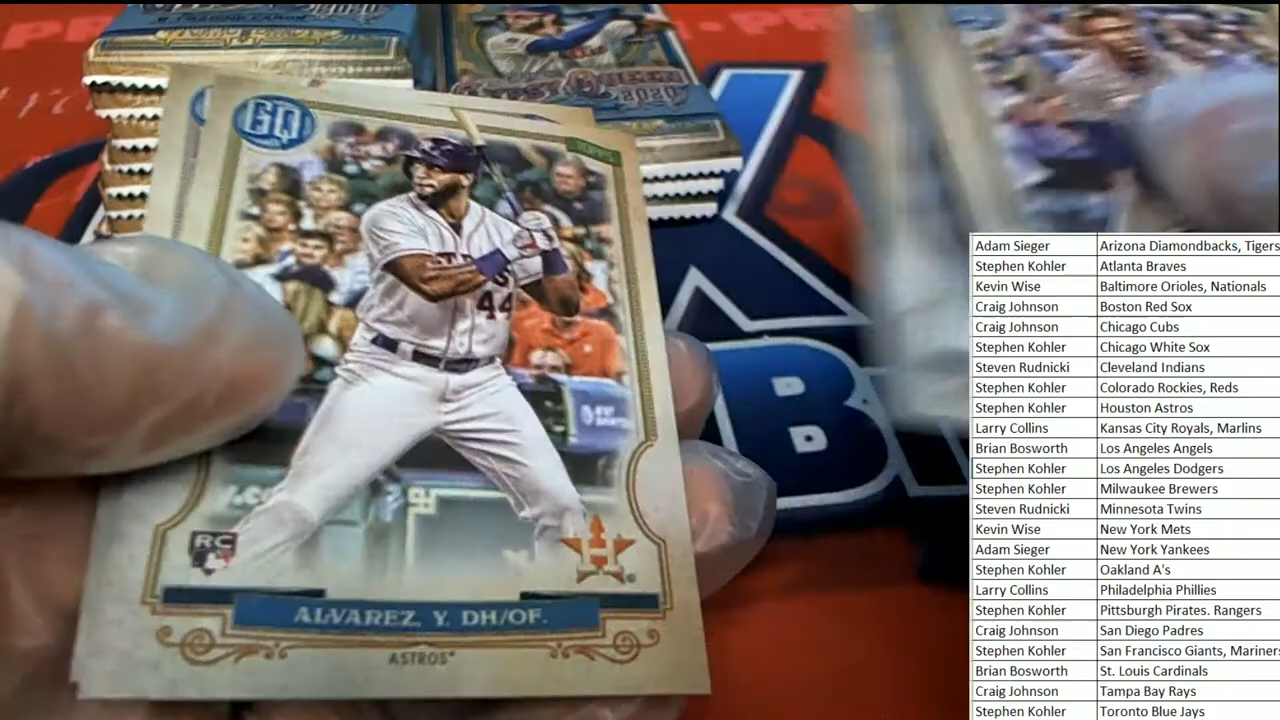 GYPSY QUEEN
2020
GQ
TOPPS
44
RC
ALVAREZ, Y. DH/OF.
ASTROS
B
Adam Sieger Arizona Diamondbacks, Tigers
Stephen Kohler Atlanta Braves
Kevin Wise Baltimore Orioles, Nationals
Craig Johnson Boston Red Sox
Craig Johnson Chicago Cubs
Stephen Kohler Chicago White Sox
Steven Rudnicki Cleveland Indians
Stephen Kohler Colorado Rockies, Reds
Stephen Kohler Houston Astros
Larry Collins Kansas City Royals, Marlins
Brian Bosworth Los Angeles Angels
Stephen Kohler Los Angeles Dodgers
Stephen Kohler Milwaukee Brewers
Steven Rudnicki Minnesota Twins
Kevin Wise New York Mets
Adam Sieger New York Yankees
Stephen Kohler Oakland A's
Larry Collins Philadelphia Phillies
Stephen Kohler Pittsburgh Pirates. Rangers
Craig Johnson San Diego Padres
Stephen Kohler San Francisco Giants, Mariners
Brian Bosworth St. Louis Cardinals
Craig Johnson Tampa Bay Rays
Stephen Kohler Toronto Blue Jays